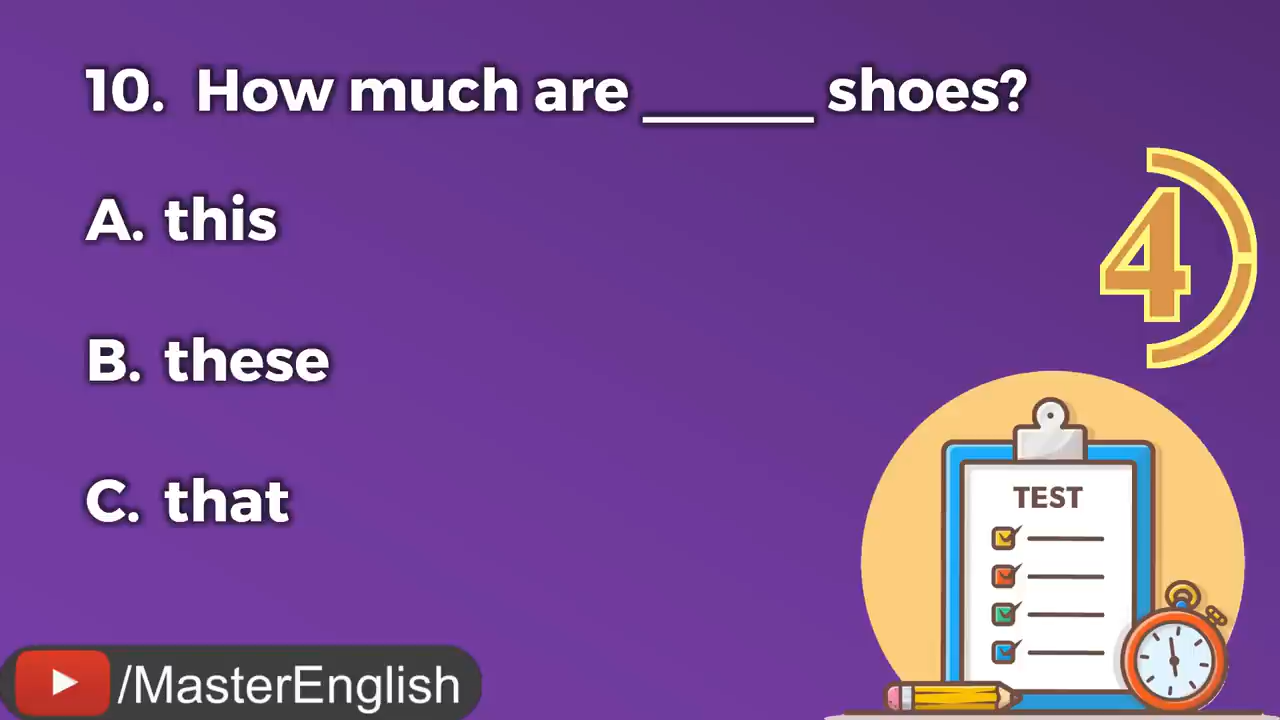 10. How much are ______ shoes?
A. this
4
B. these
C. that
TEST
/MasterEnglish